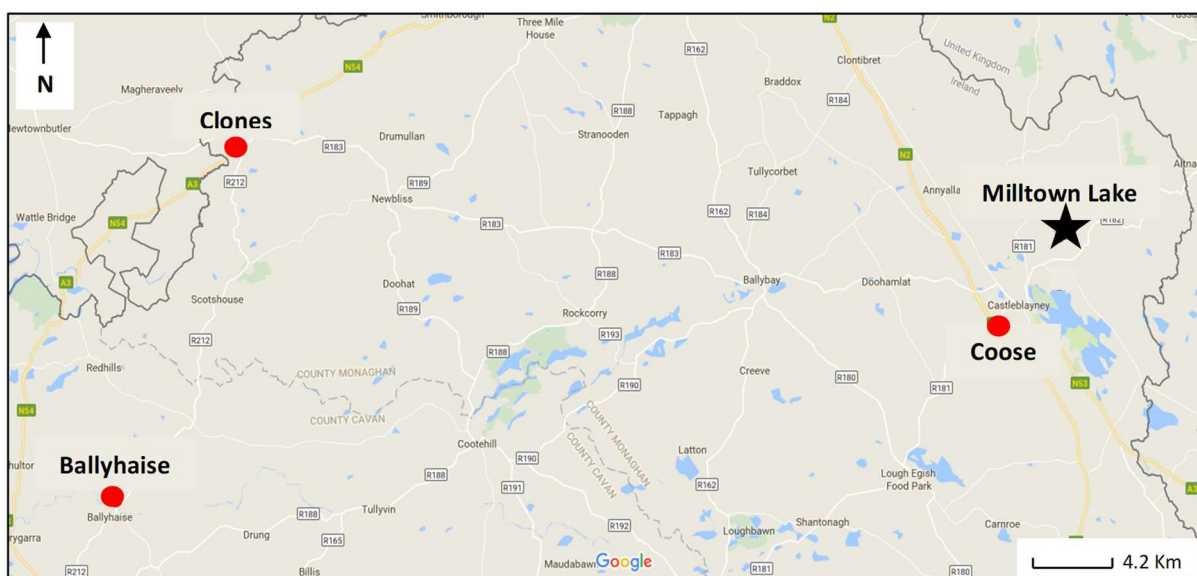 Smithborough
Three Mile
House
R162
N2
Clontibret
United Kingdom
Ireland
N
N54
Magheraveely
R188
Braddox
R184
Tappagh
Clones
Newtownbutler
Drumullan
Stranooden
R183
N2
Tullycorbet
A3
R212
R189
Annyalla
Milltown Lake
Newbliss
R162
R184
Wattle Bridge
N54
R183
R162
R181
R183
A3
R188
Ballybay
Doohamlat
Doohat
Scotshouse
Castleblayney
R189
Rockcorry
R193
Coose
R212
R188
Redhills
COUNTY MONAGHAN
R190
Creeve
R180
R181
N53
N54
COUNTY CAVAN
COUNTY MONAGHAN
COUNTY CAVAN
Cootehill
Latton
Ballyhaise
R190
R188
Lough Egish
Food Park
R191
R162
Ballyhaise
Tullyvin
R188
Drung
R192
Loughbawn
Shantonagh
Carnroe
R165
Google
4.2 Km
R212
Billis
Maudabawn
R181
R180